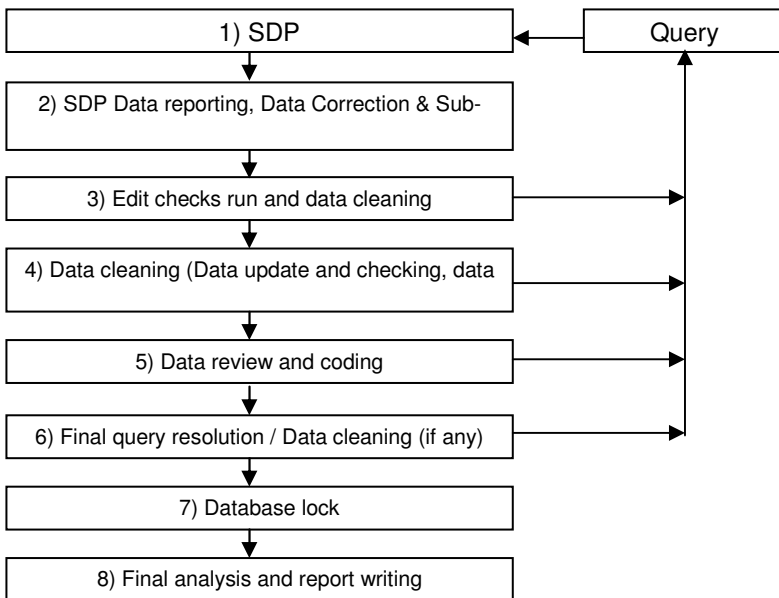 1) SDP
Query
2) SDP Data reporting, Data Correction & Sub-
3) Edit checks run and data cleaning
4) Data cleaning (Data update and checking, data
5) Data review and coding
6) Final query resolution / Data cleaning (if any)
7) Database lock
8) Final analysis and report writing